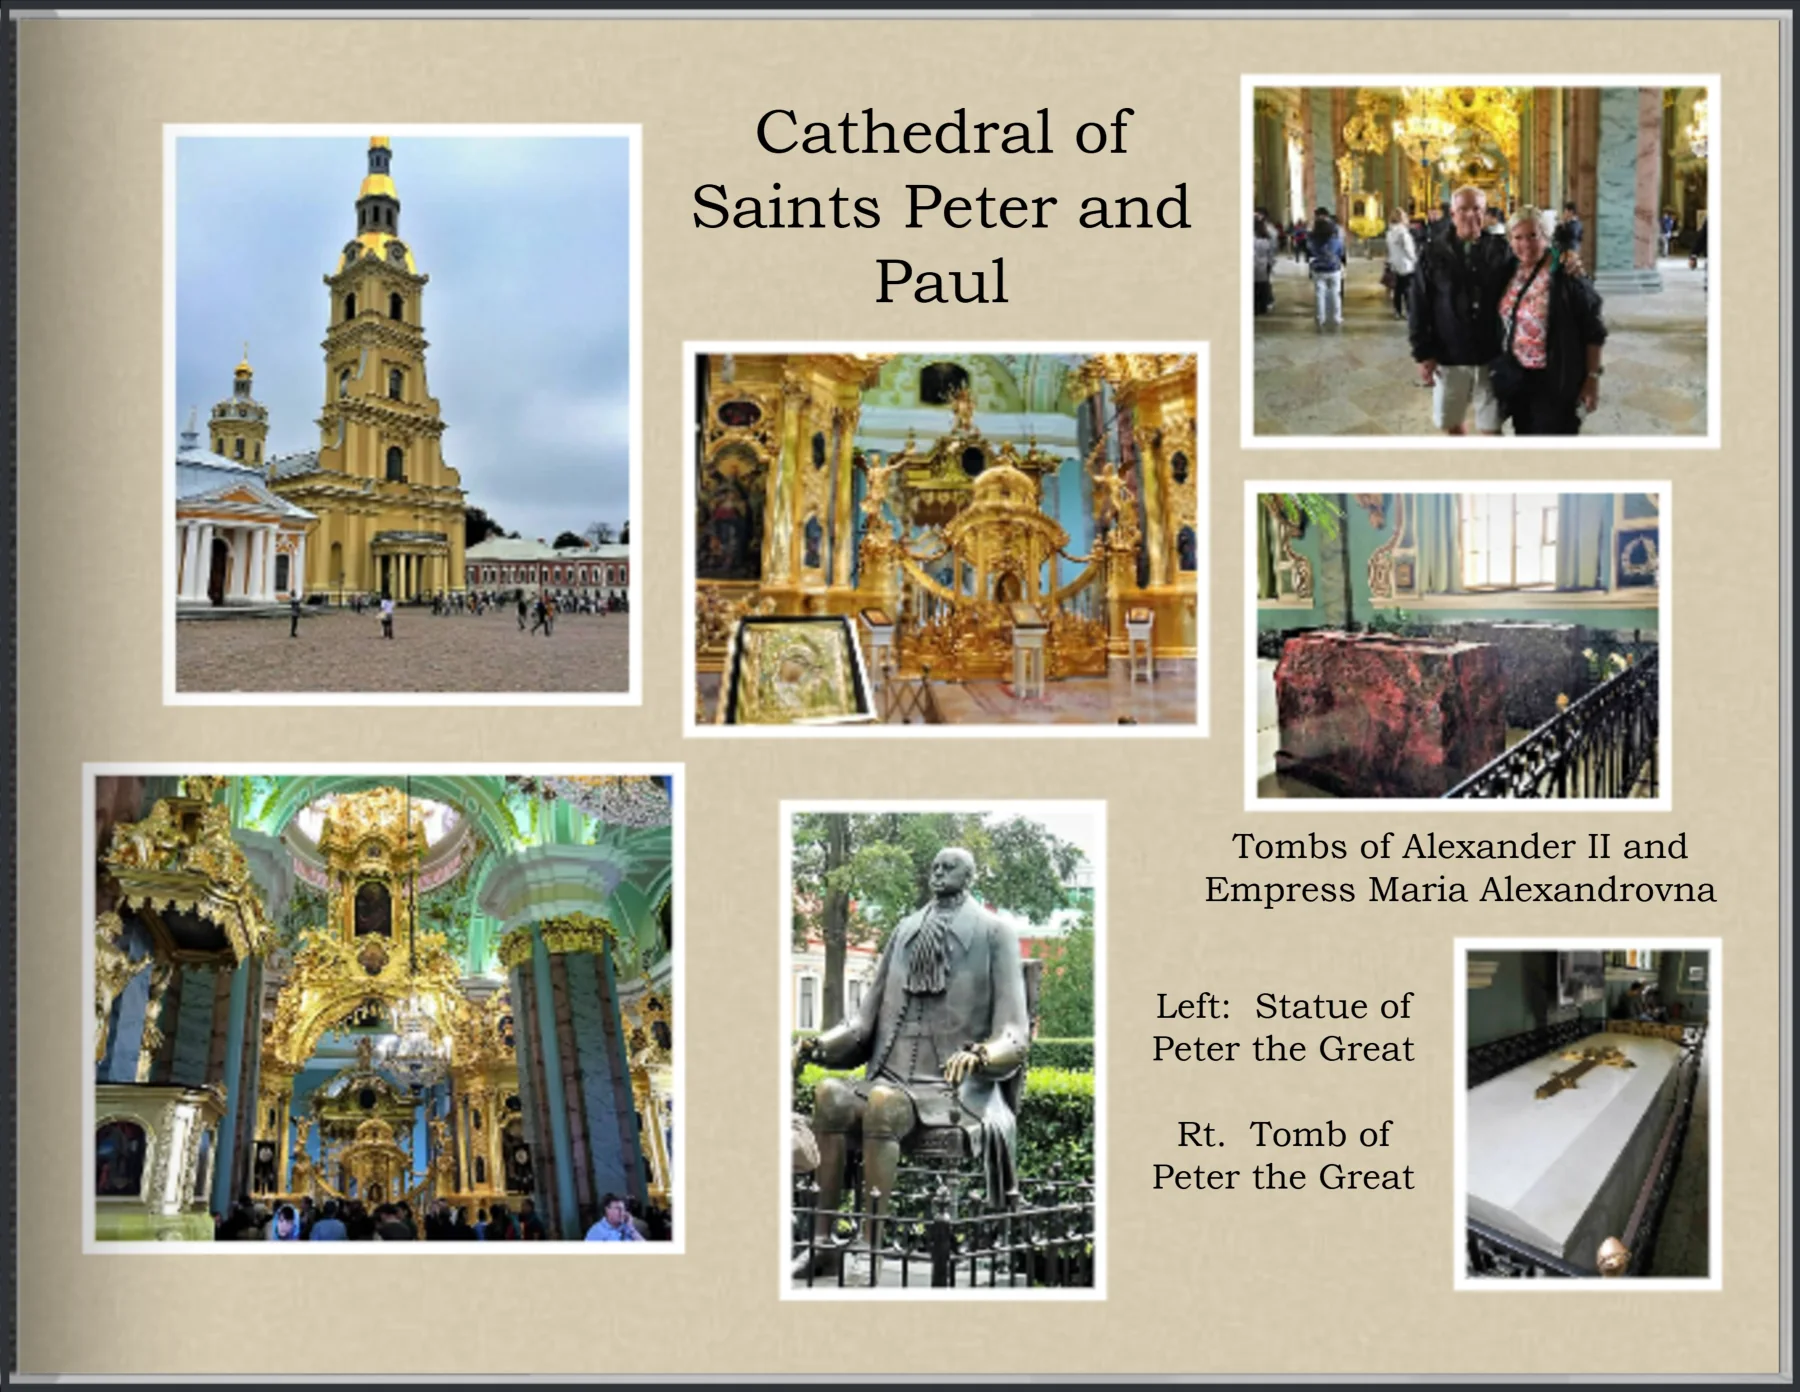 Cathedral of
Saints Peter and
Paul
Tombs of Alexander II and
Empress Maria Alexandrovna
Left:  Statue of
Peter the Great
Rt.  Tomb of
Peter the Great